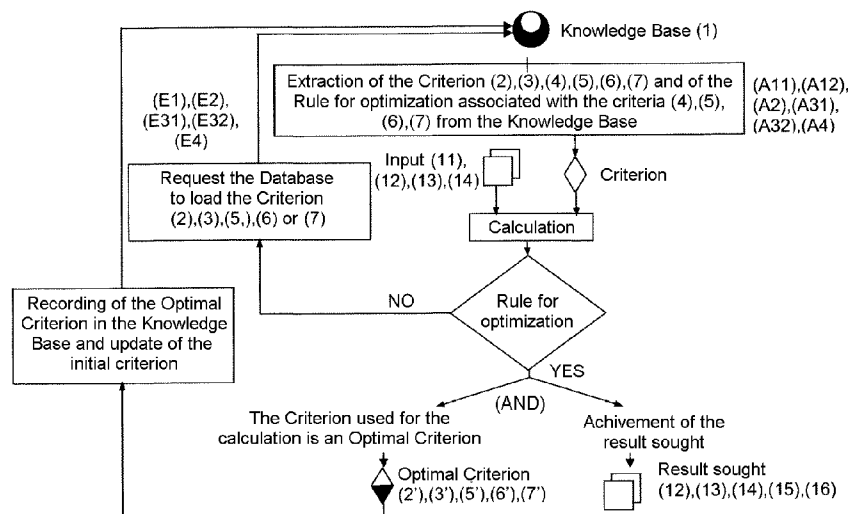 Knowledge Base (1)
Extraction of the Criterion (2),(3),(4),(5),(6),(7) and of the
Rule for optimization associated with the criteria (4),(5),
(6),(7) from the Knowledge Base
(A11),(A12),
(A2),(A31),
(A32),(A4)
(E1),(E2),
(E31),(E32),
(E4)
Input (11),
(12),(13),(14)
Criterion
Request the Database
to load the Criterion
(2),(3),(5,),(6) or (7)
Calculation
Recording of the Optimal
Criterion in the Knowledge
Base and update of the
initial criterion
NO
Rule for
optimization
YES
(AND)
The Criterion used for the
calculation is an Optimal Criterion
Achivement of the
result sought
Optimal Criterion
(2'),(3'),(5'),(6'),(7')
Result sought
(12),(13),(14),(15),(16)